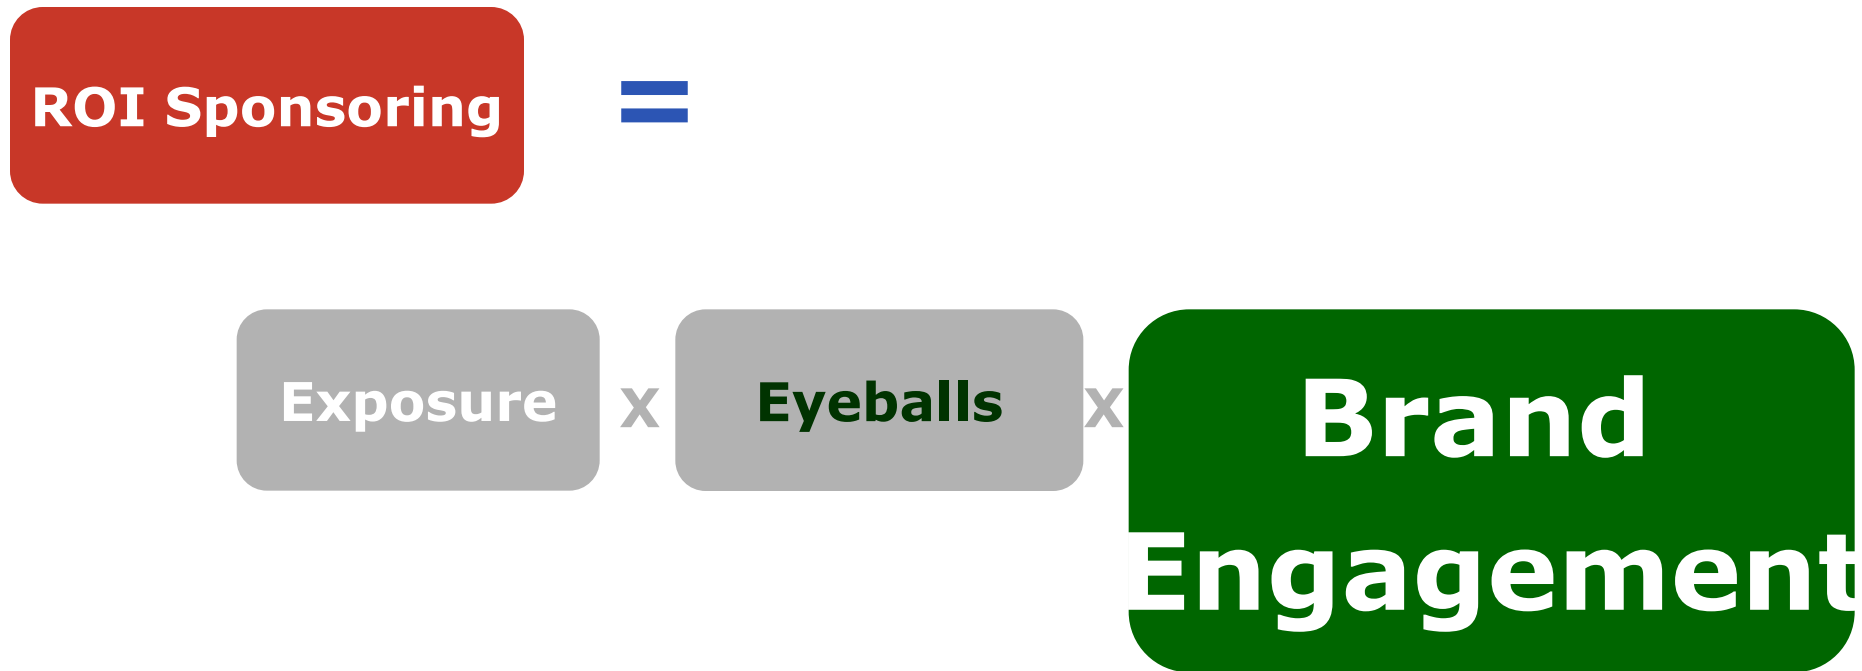 ROI Sponsoring =
Exposure x Eyeballs x Brand
Engagement